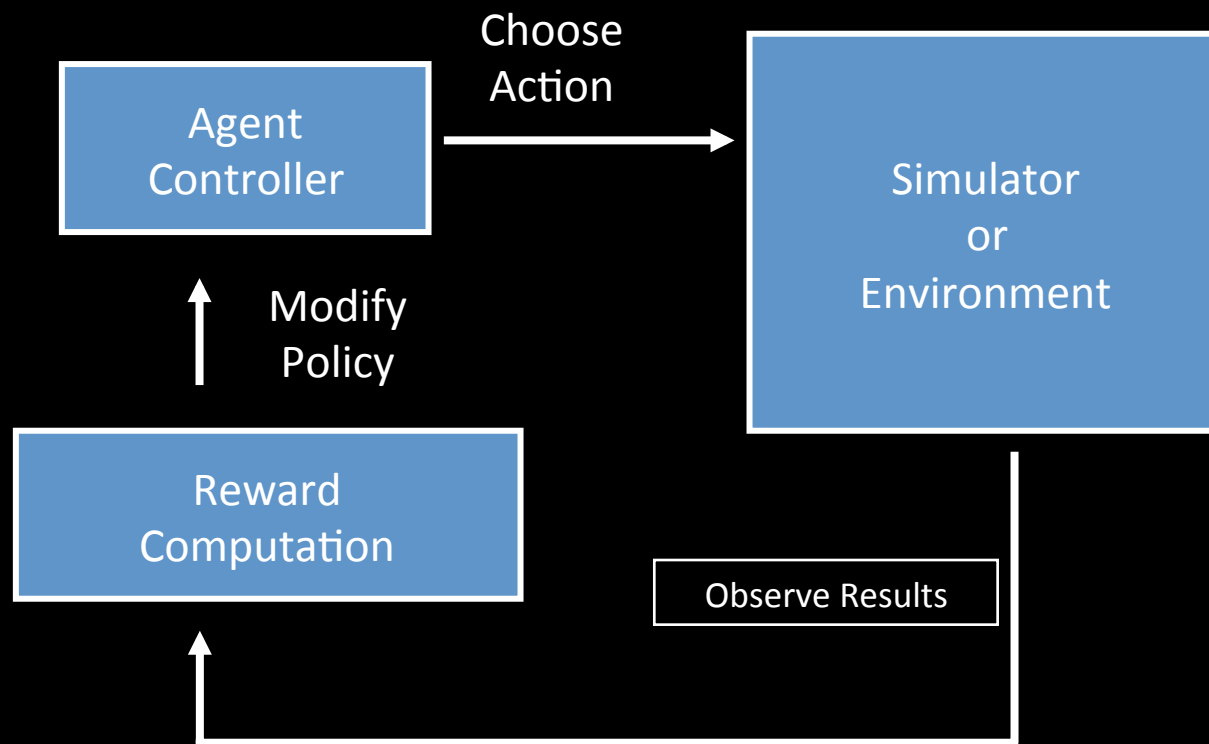 Choose
Action
Agent
Controller
Simulator
or
Environment
Modify
Policy
Reward
Computation
Observe Results